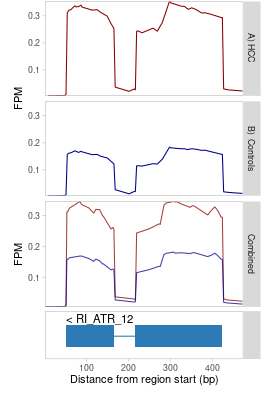 0.3
0.2
0.1
A) HCC
FPM
0.3
0.2
0.1
B) Controls
0.3
0.2
0.1
Combined
FPM
< RI_ATR_12
100
200
300
400
Distance from region start (bp)